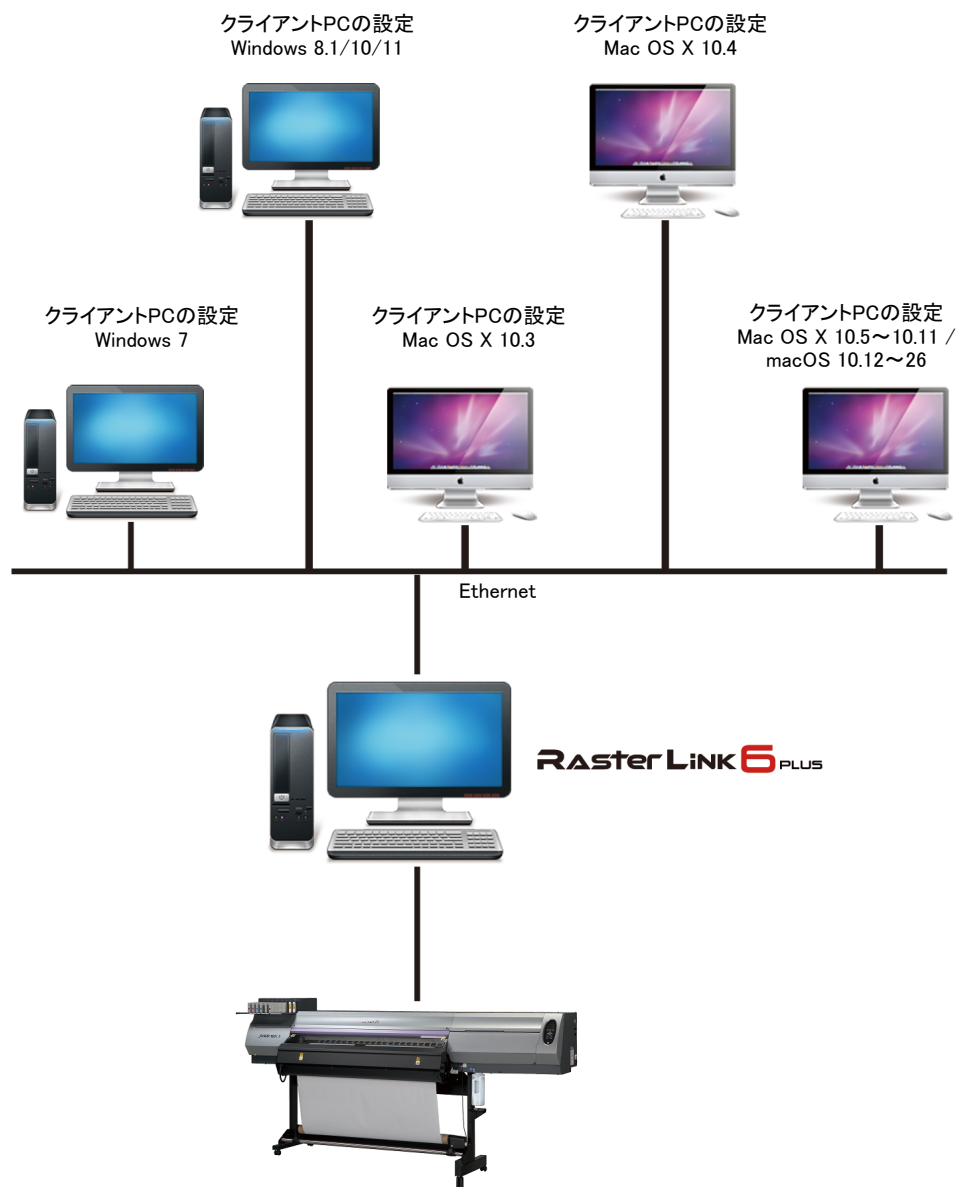 クライアントPCの設定
Windows 8.1/10/11
クライアントPCの設定
Mac OS X 10.4
クライアントPCの設定
Windows 7
クライアントPCの設定
Mac OS X 10.3
クライアントPCの設定
Mac OS X 10.5～10.11 /
macOS 10.12～26
Ethernet
RASTER LINK 6 PLUS